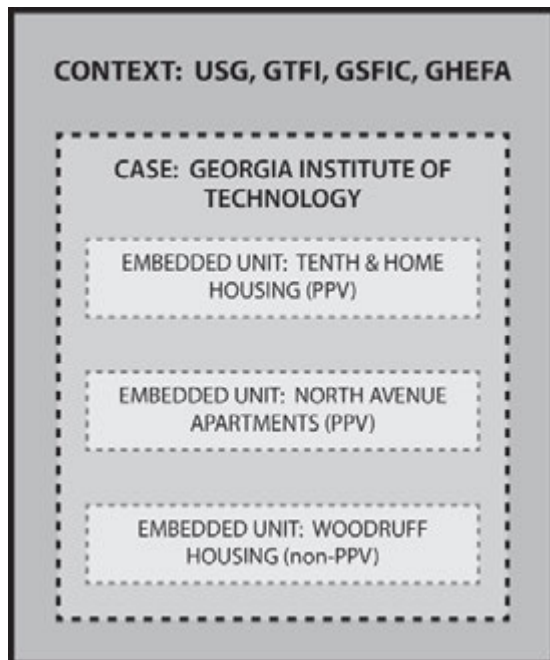 CONTEXT: USG, GTFI, GSFIC, GHEFA
CASE: GEORGIA INSTITUTE OF
TECHNOLOGY
EMBEDDED UNIT: TENTH & HOME
HOUSING (PPV)
EMBEDDED UNIT: NORTH AVENUE
APARTMENTS (PPV)
EMBEDDED UNIT: WOODRUFF
HOUSING (non-PPV)